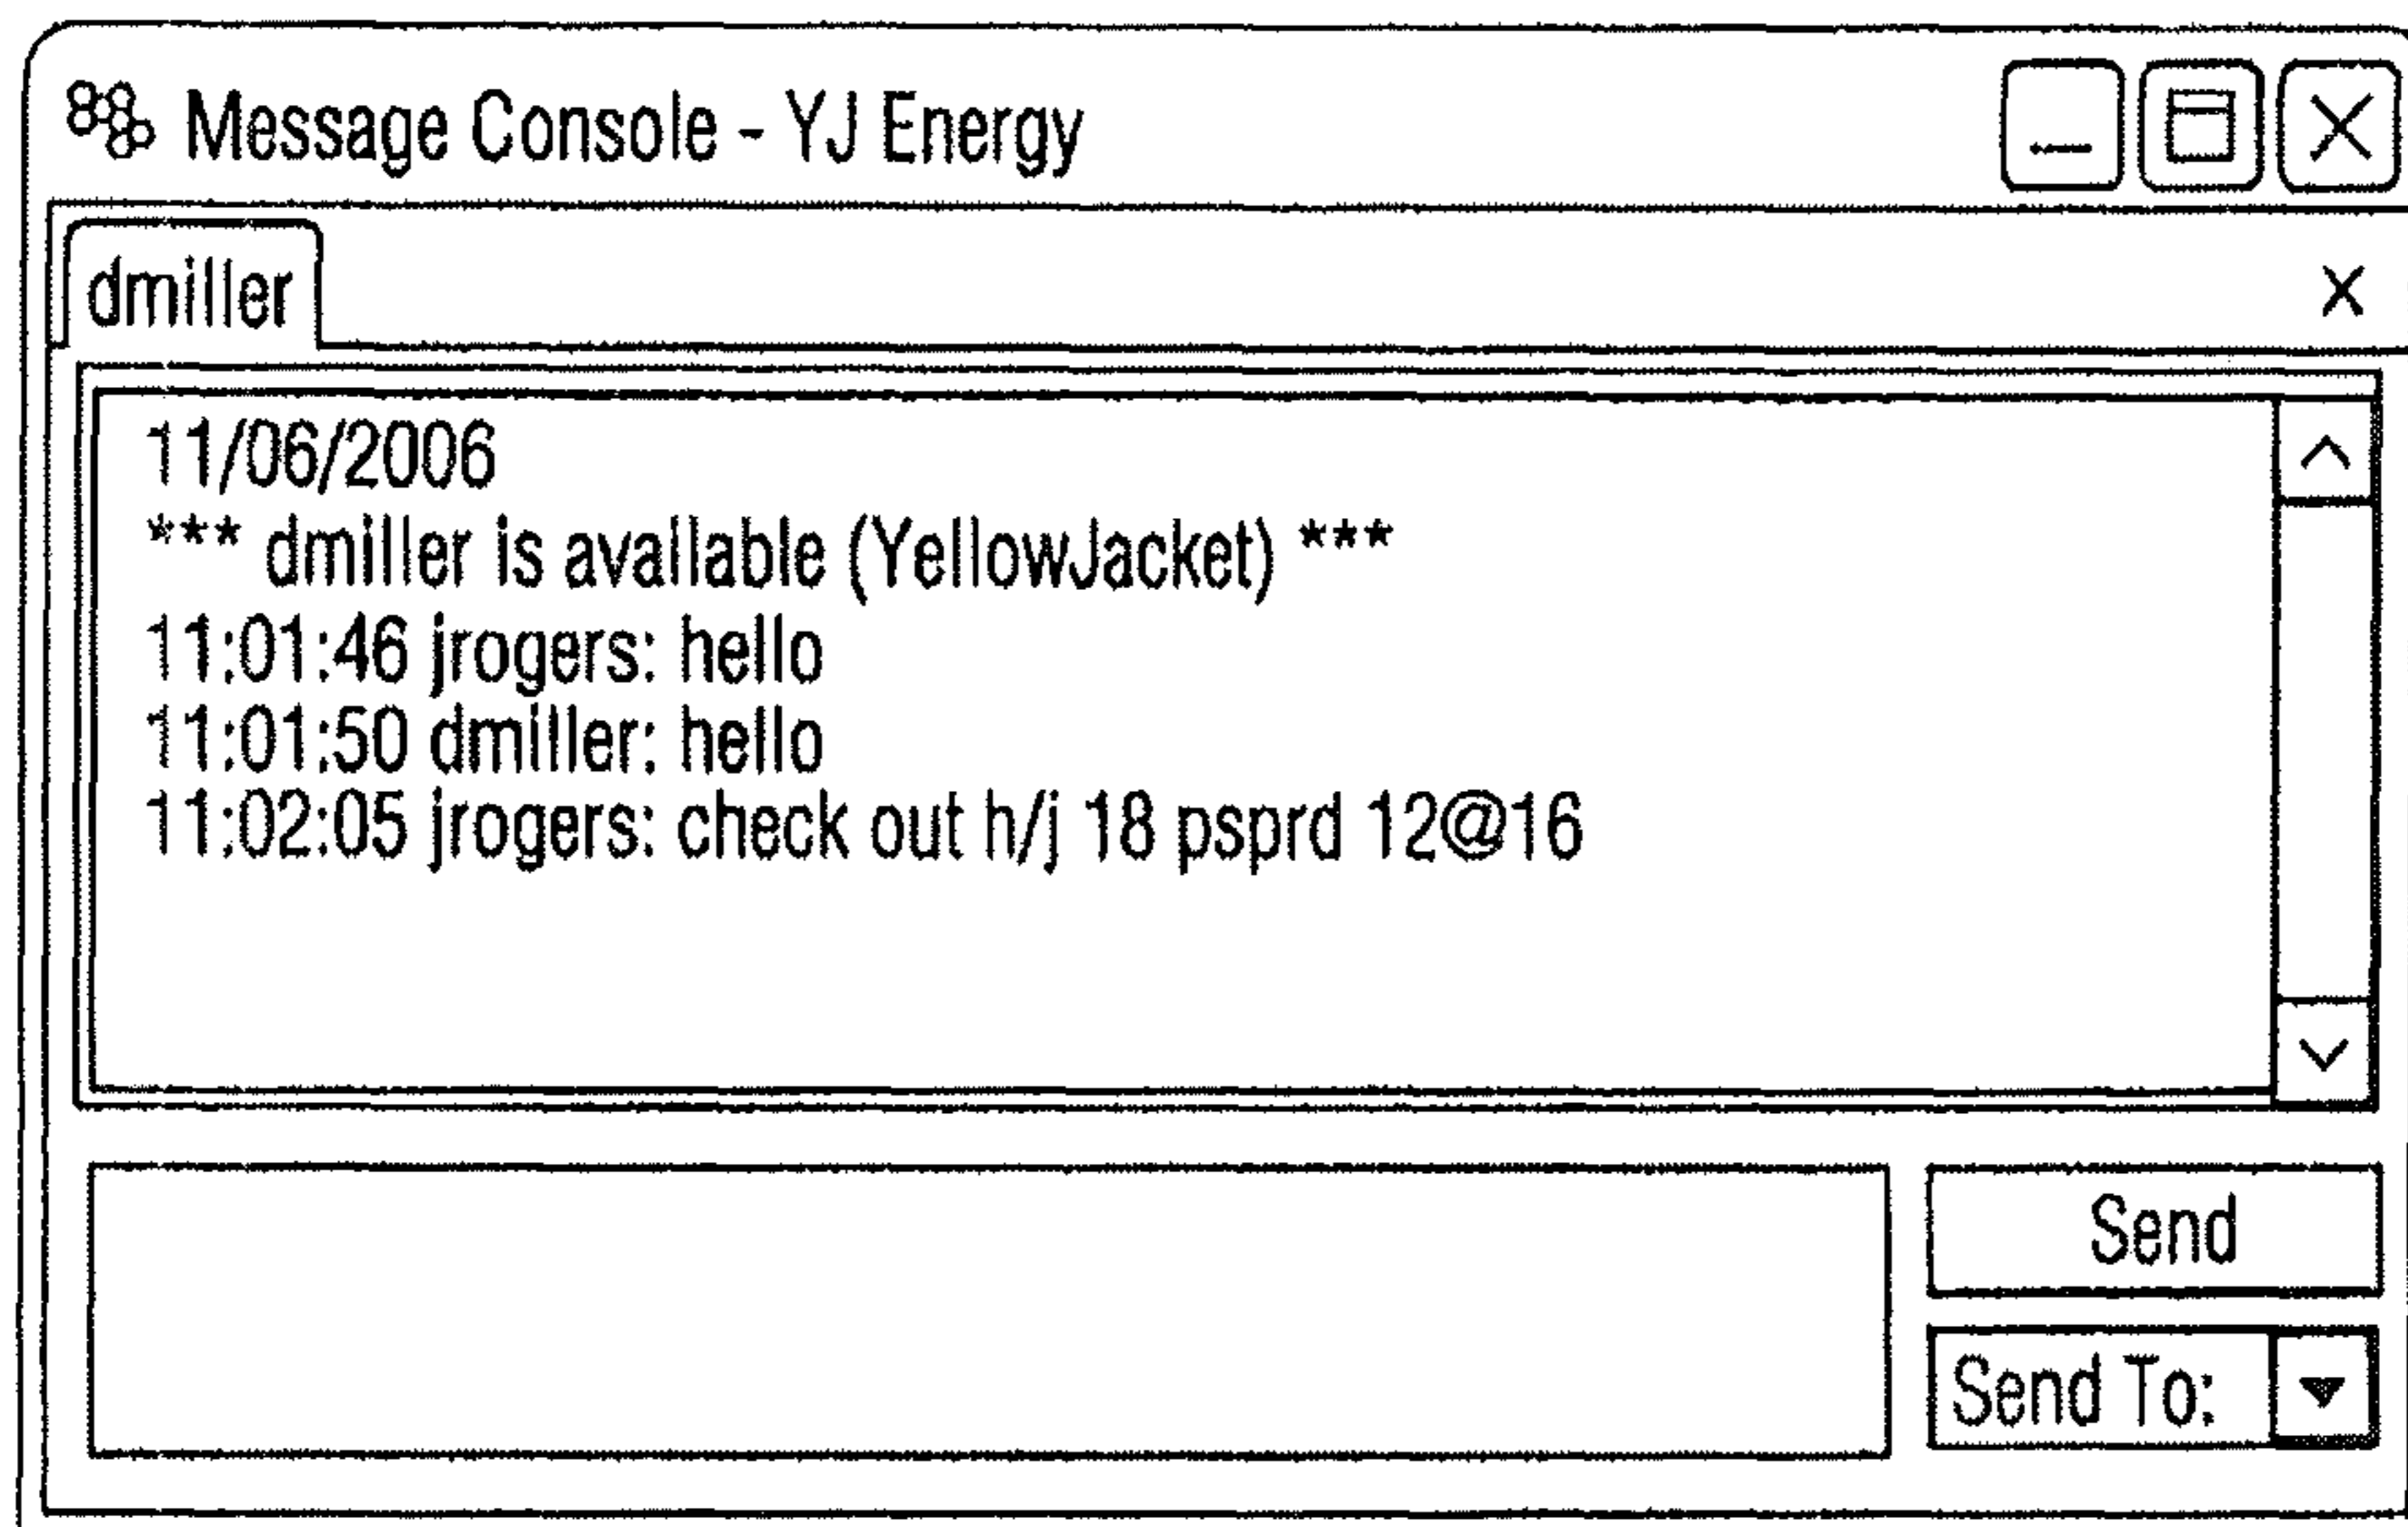 Message Console - YJ Energy
dmiller
11/06/2006
*** dmiller is available (YellowJacket) ***
11:01:46 jrogers: hello
11:01:50 dmiller: hello
11:02:05 jrogers: check out h/j 18 psprd 12@16
Send
Send To: